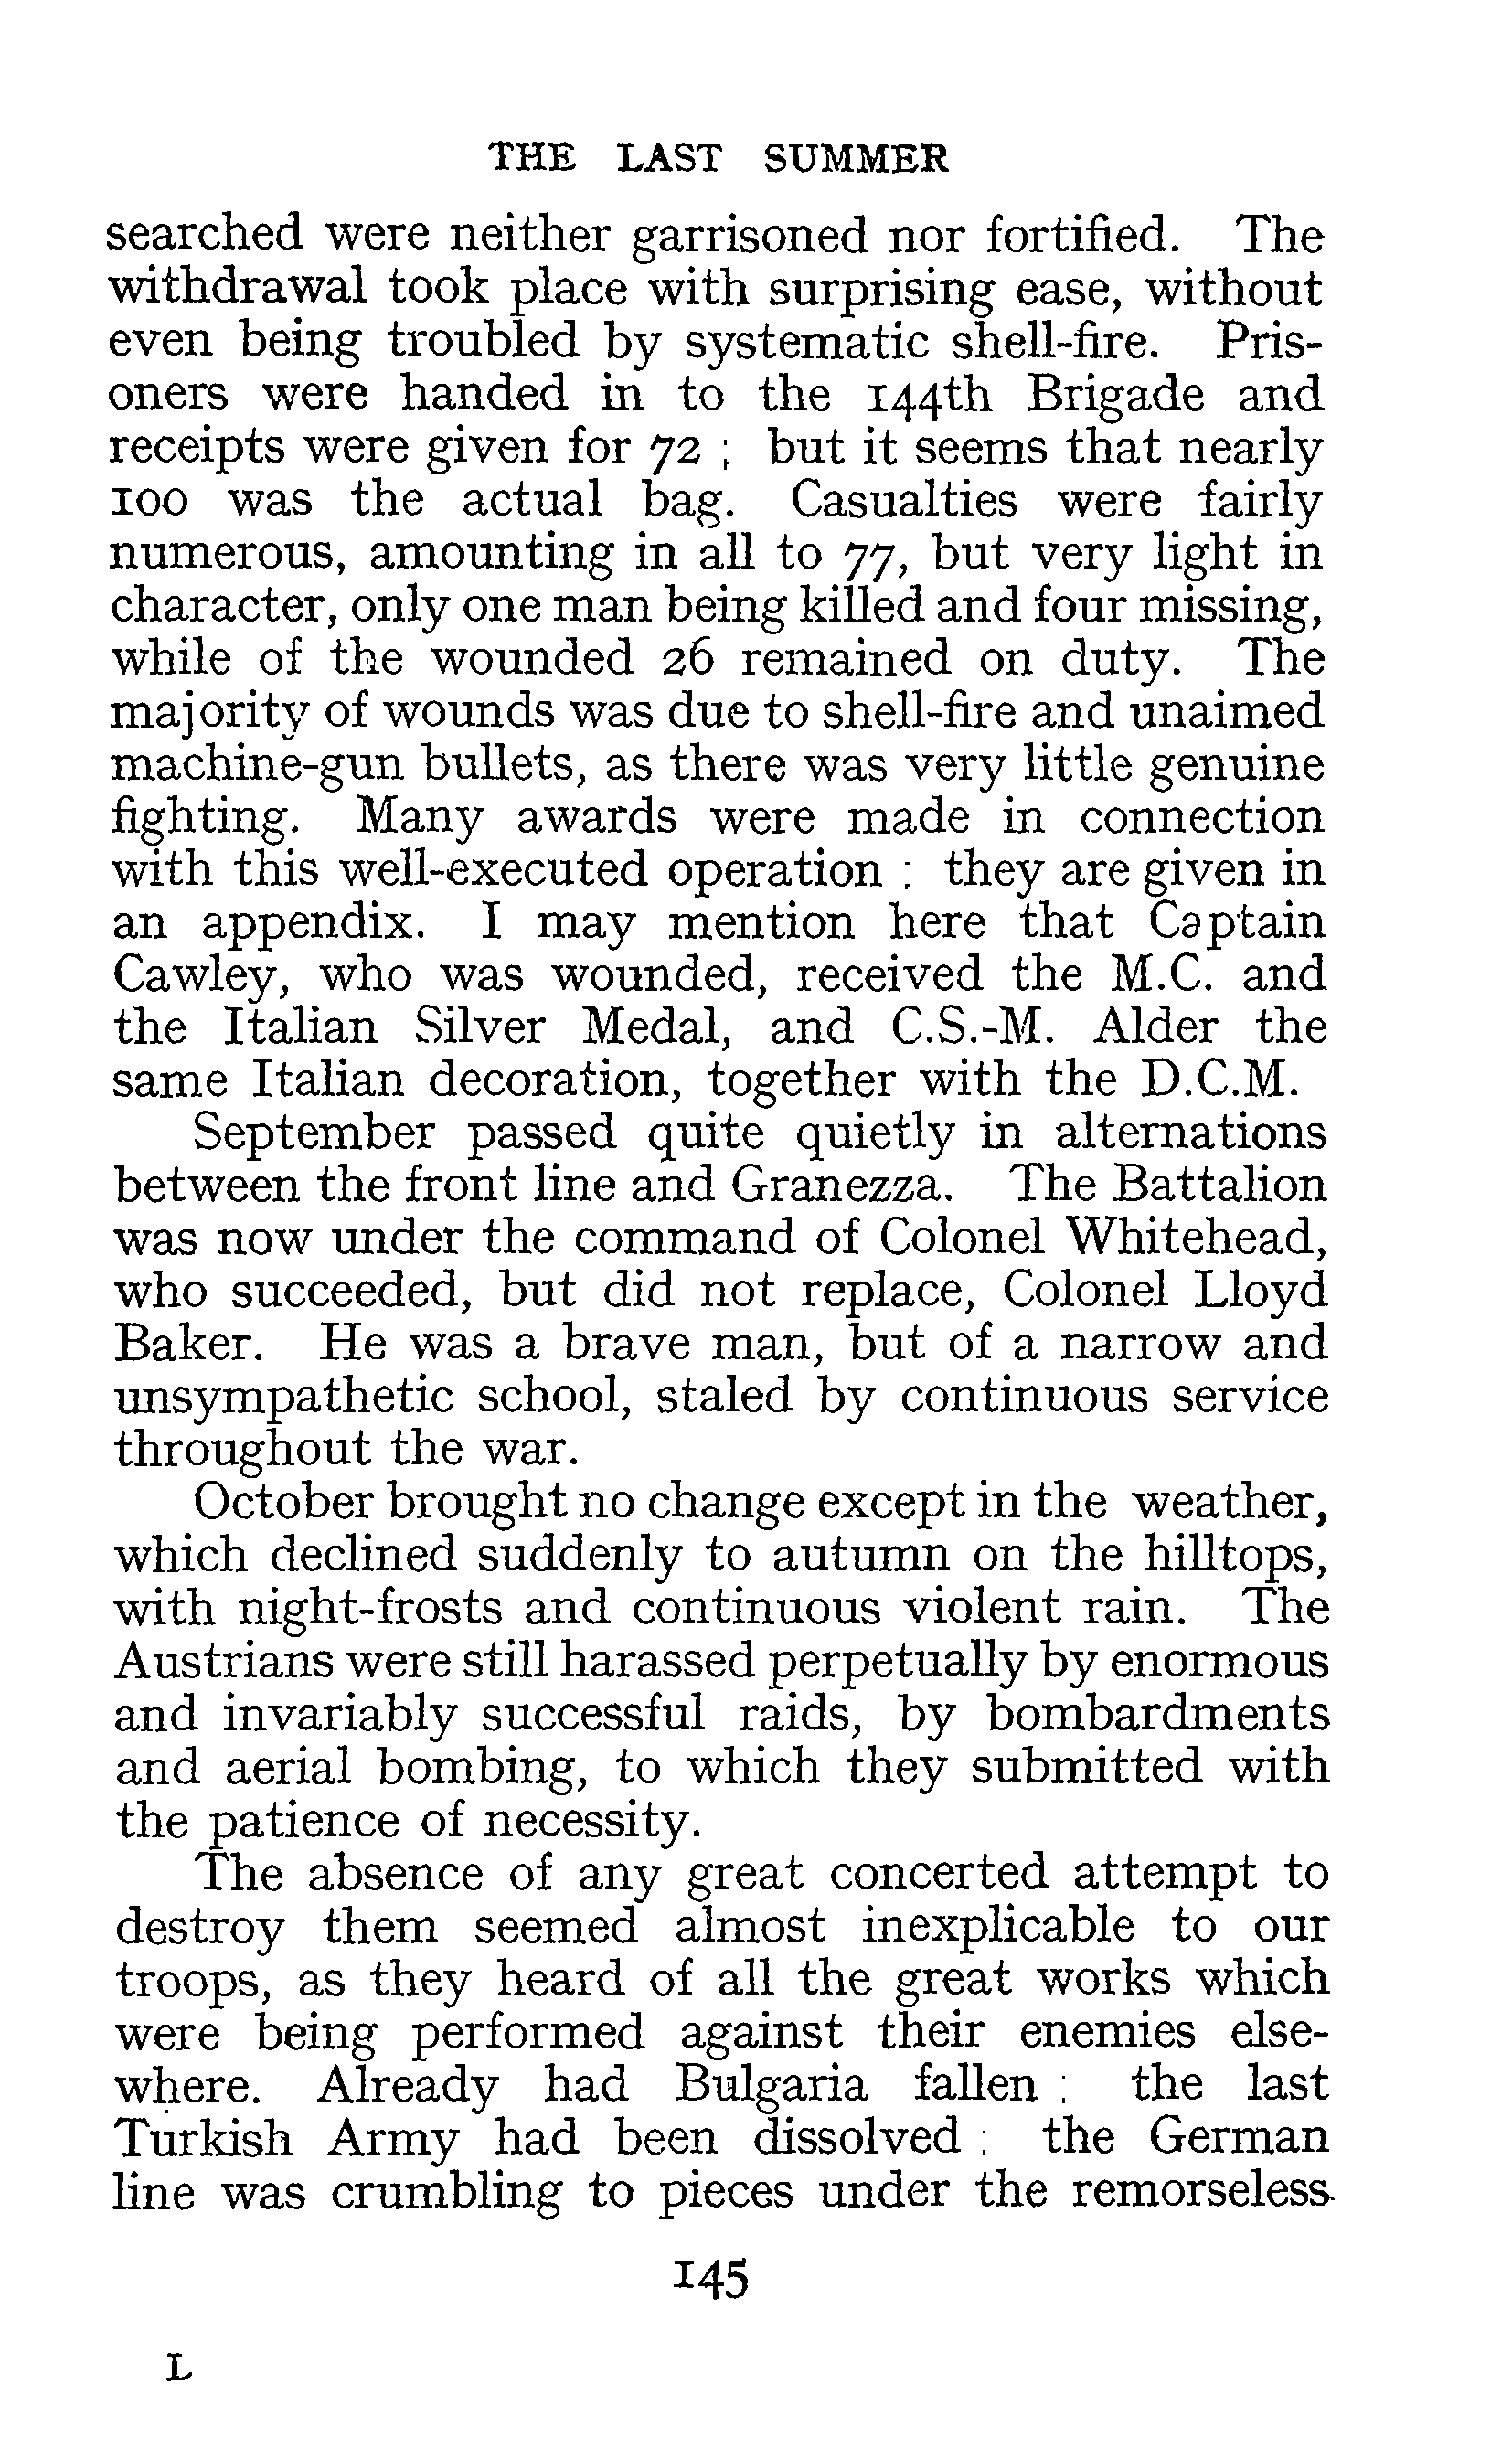 THE LAST SUMMER
searched were neither garrisoned nor fortified. The
withdrawal took place with surprising ease, without
even being troubled by systematic shell-fire. Pris-
oners were handed in to the 144th Brigade and
receipts were given for 72 ; but it seems that nearly
100 was the actual bag. Casualties were fairly
numerous, amounting in all to 77, but very light in
character, only one man being killed and four missing,
while of the wounded 26 remained on duty. The
majority of wounds was due to shell-fire and unaimed
machine-gun bullets, as there was very little genuine
fighting. Many awards were made in connection
with this well-executed operation ; they are given in
an appendix. I may mention here that Captain
Cawley, who was wounded, received the M.C. and
the Italian Silver Medal, and C.S.-M. Alder the
same Italian decoration, together with the D.C.M.
September passed quite quietly in alternations
between the front line and Granezza. The Battalion
was now under the command of Colonel Whitehead,
who succeeded, but did not replace, Colonel Lloyd
Baker. He was a brave man, but of a narrow and
unsympathetic school, staled by continuous service
throughout the war.
October brought no change except in the weather,
which declined suddenly to autumn on the hilltops,
with night-frosts and continuous violent rain. The
Austrians were still harassed perpetually by enormous
and invariably successful raids, by bombardments
and aerial bombing, to which they submitted with
the patience of necessity.
The absence of any great concerted attempt to
destroy them seemed almost inexplicable to our
troops, as they heard of all the great works which
were being performed against their enemies else-
where. Already had Bulgaria fallen ; the last
Turkish Army had been dissolved ; the German
line was crumbling to pieces under the remorseless
145
L